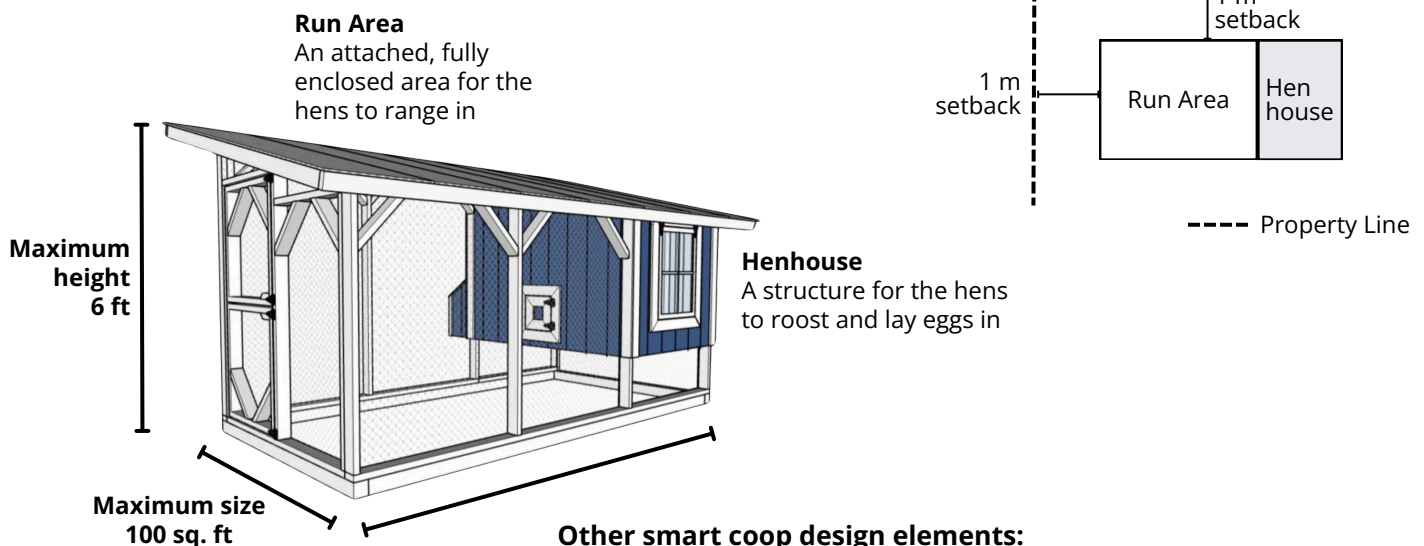 Run Area
An attached, fully
enclosed area for the
hens to range in
1 m
setback
1 m
setback
Run Area
Hen
house
Property Line
Maximum
height
6 ft
Henhouse
A structure for the hens
to roost and lay eggs in
Maximum size
100 sq. ft
Other smart coop design elements: